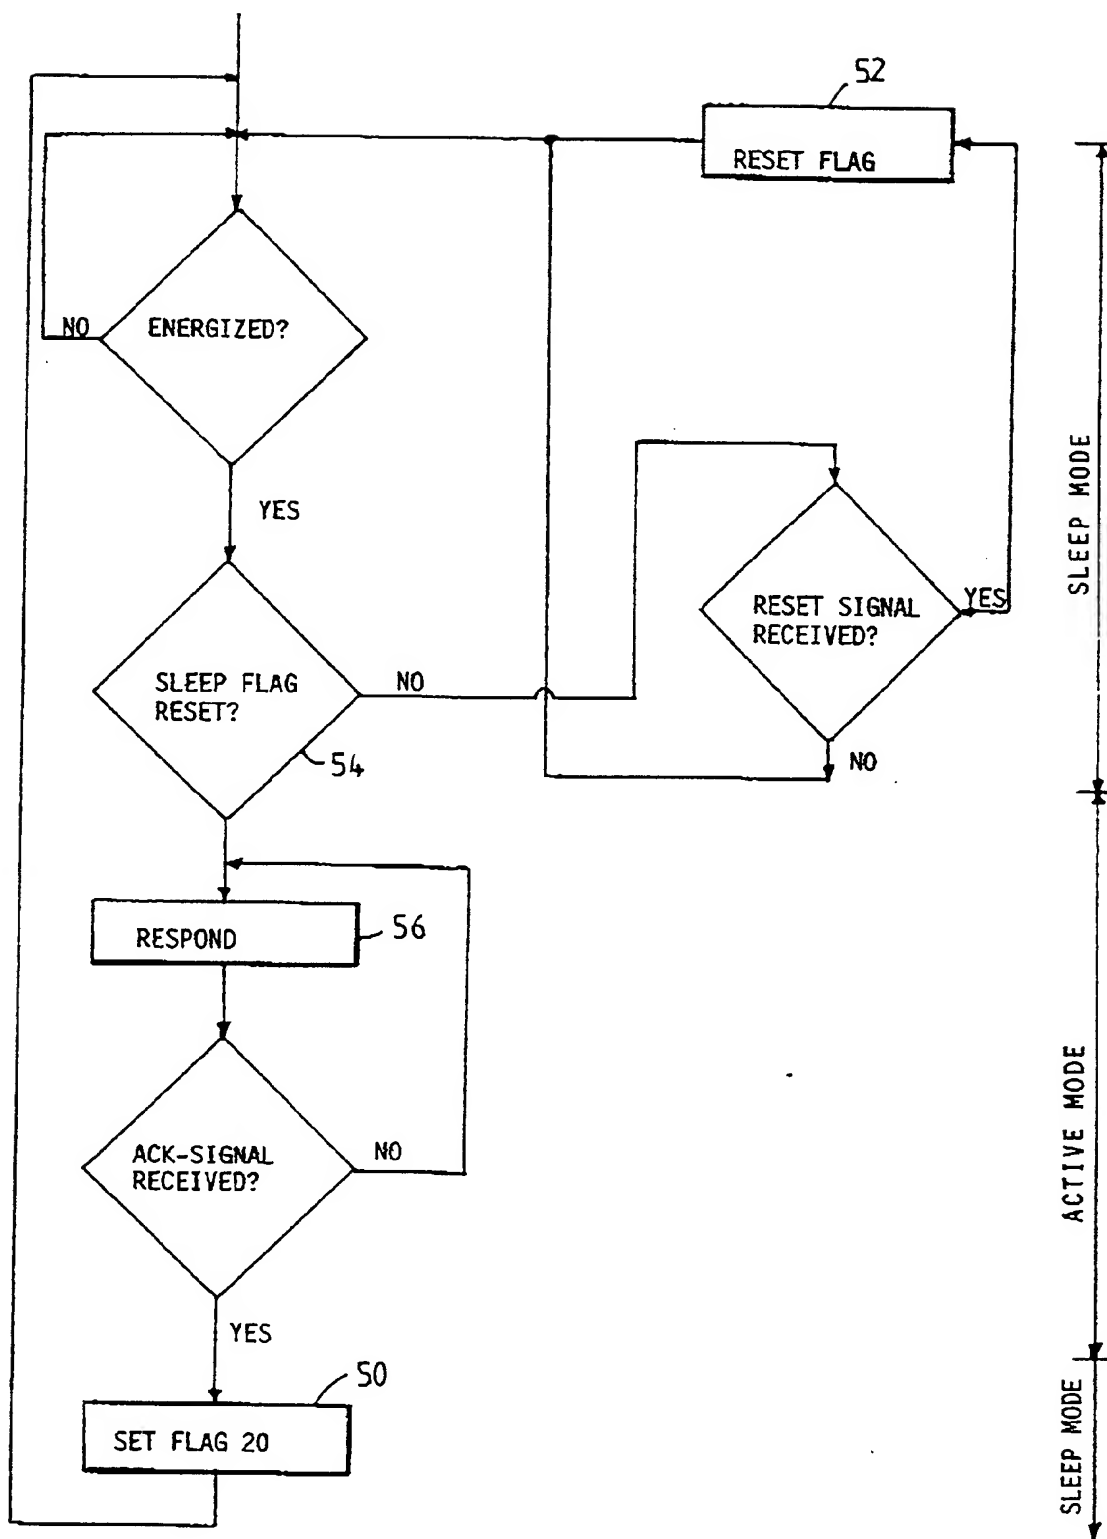 52
RESET FLAG
ENERGIZED?
NO
YES
SLEEP MODE
RESET SIGNAL
RECEIVED?
YES
NO
SLEEP FLAG
RESET?
NO
54
RESPOND
56
ACK-SIGNAL
RECEIVED?
NO
ACTIVE MODE
YES
50
SET FLAG 20
SLEEP MODE